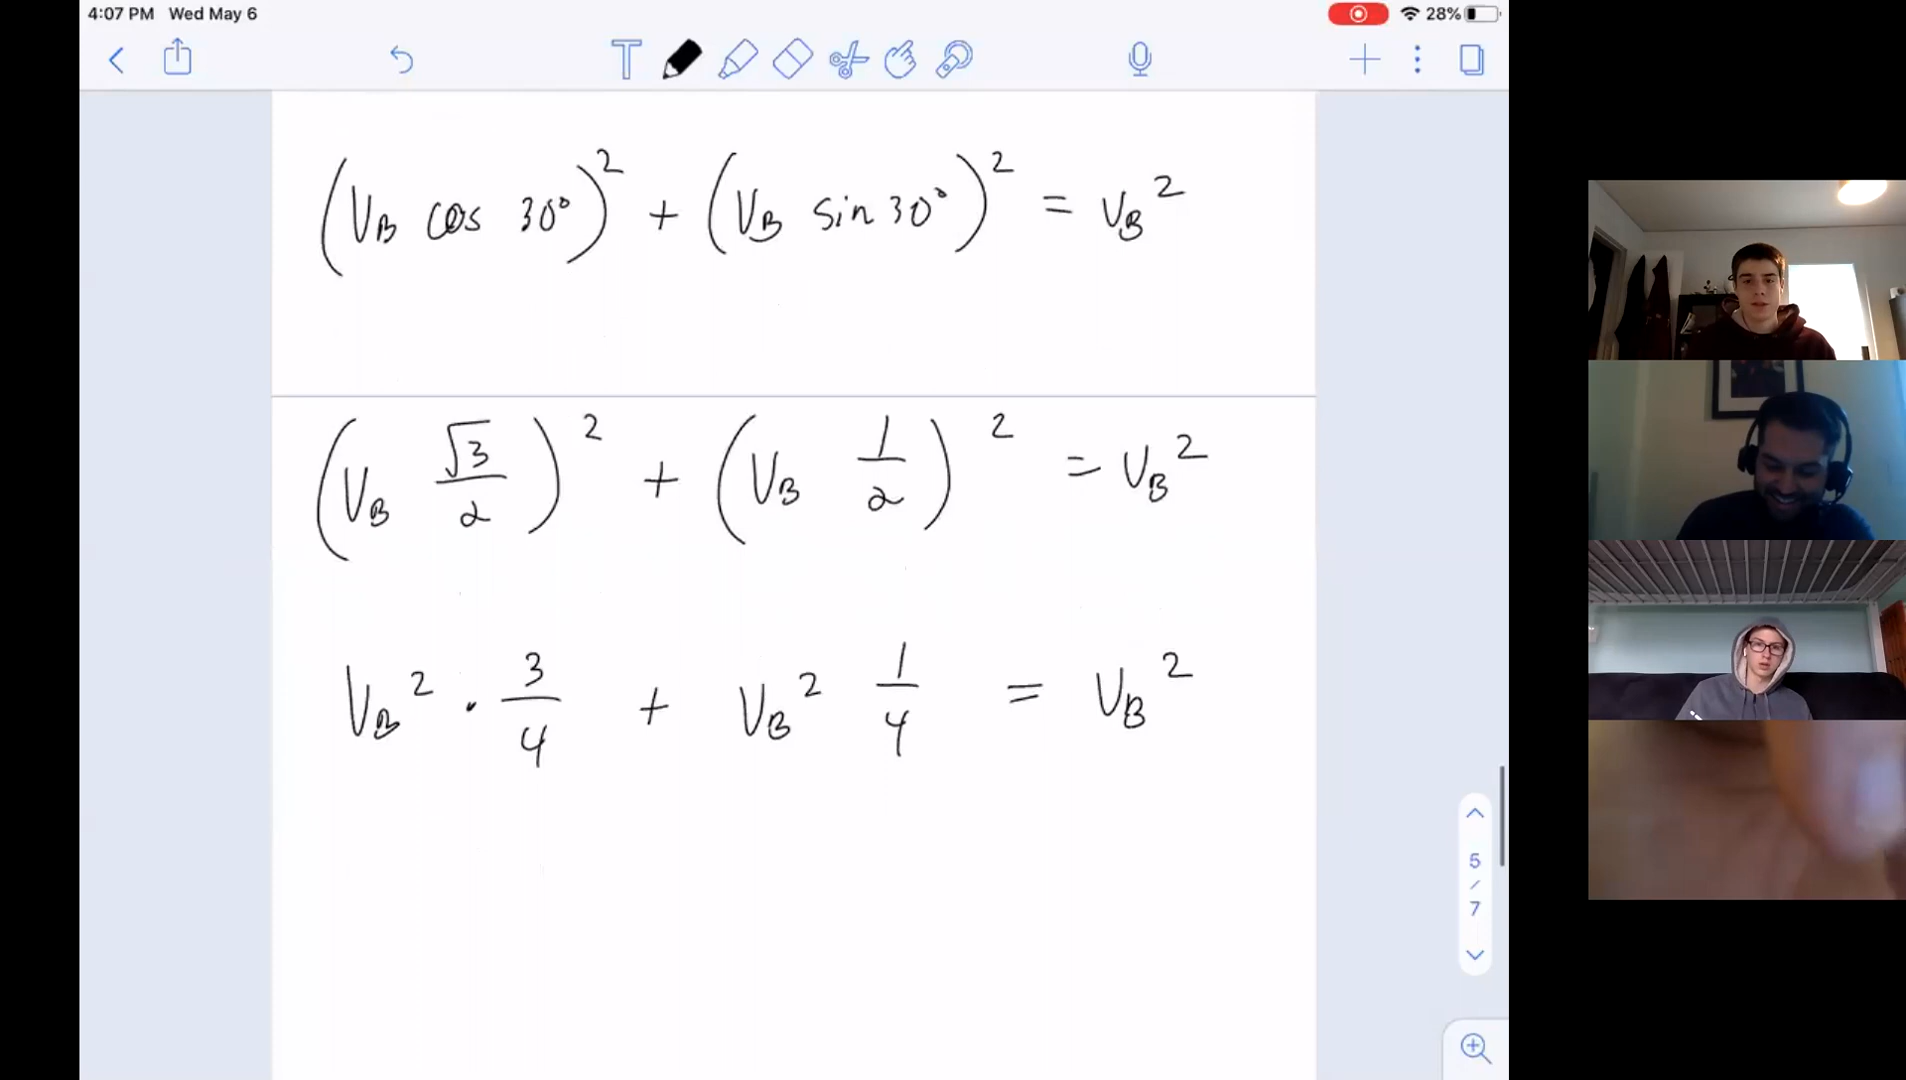 4:07 PM Wed May 6
28%
T
(V_B cos 30°)² + (V_B sin 30°)² = V_B²
(V_B √3/2)² + (V_B 1/2)² = V_B²
V_B² · 3/4 + V_B² 1/4 = V_B²
5
/
7